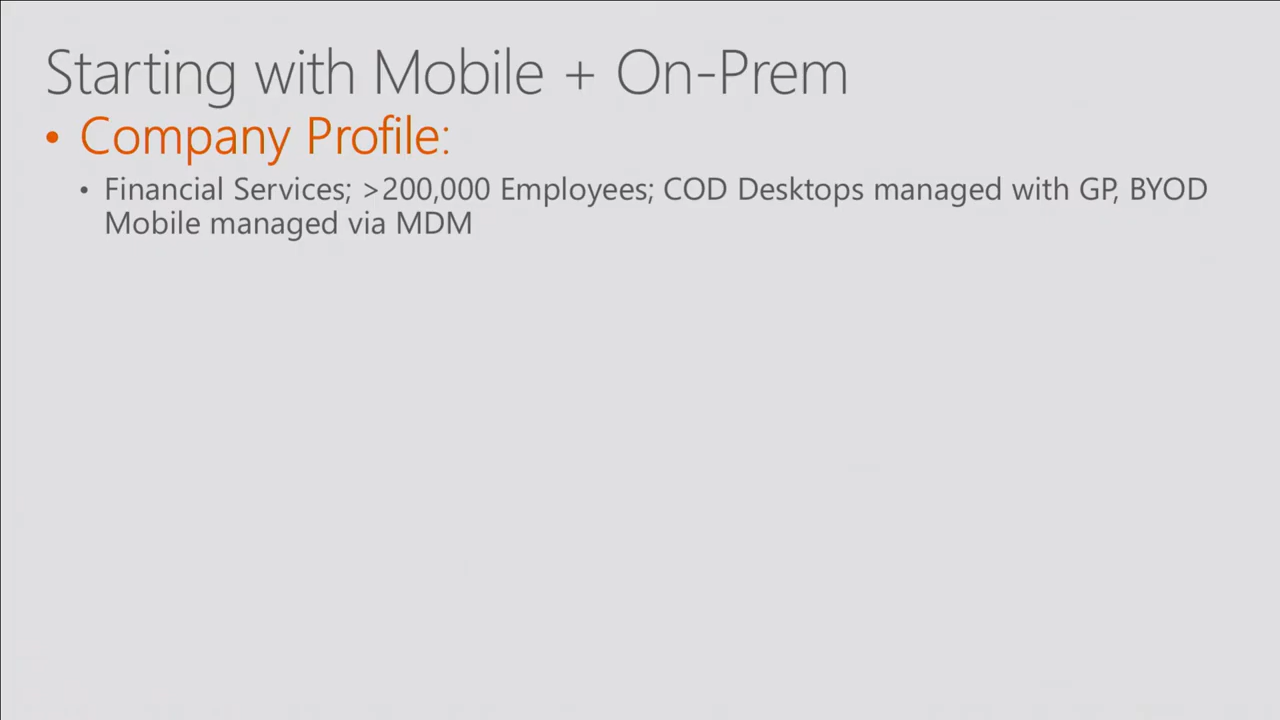 Starting with Mobile + On-Prem
• Company Profile:
• Financial Services; >200,000 Employees; COD Desktops managed with GP, BYOD
Mobile managed via MDM